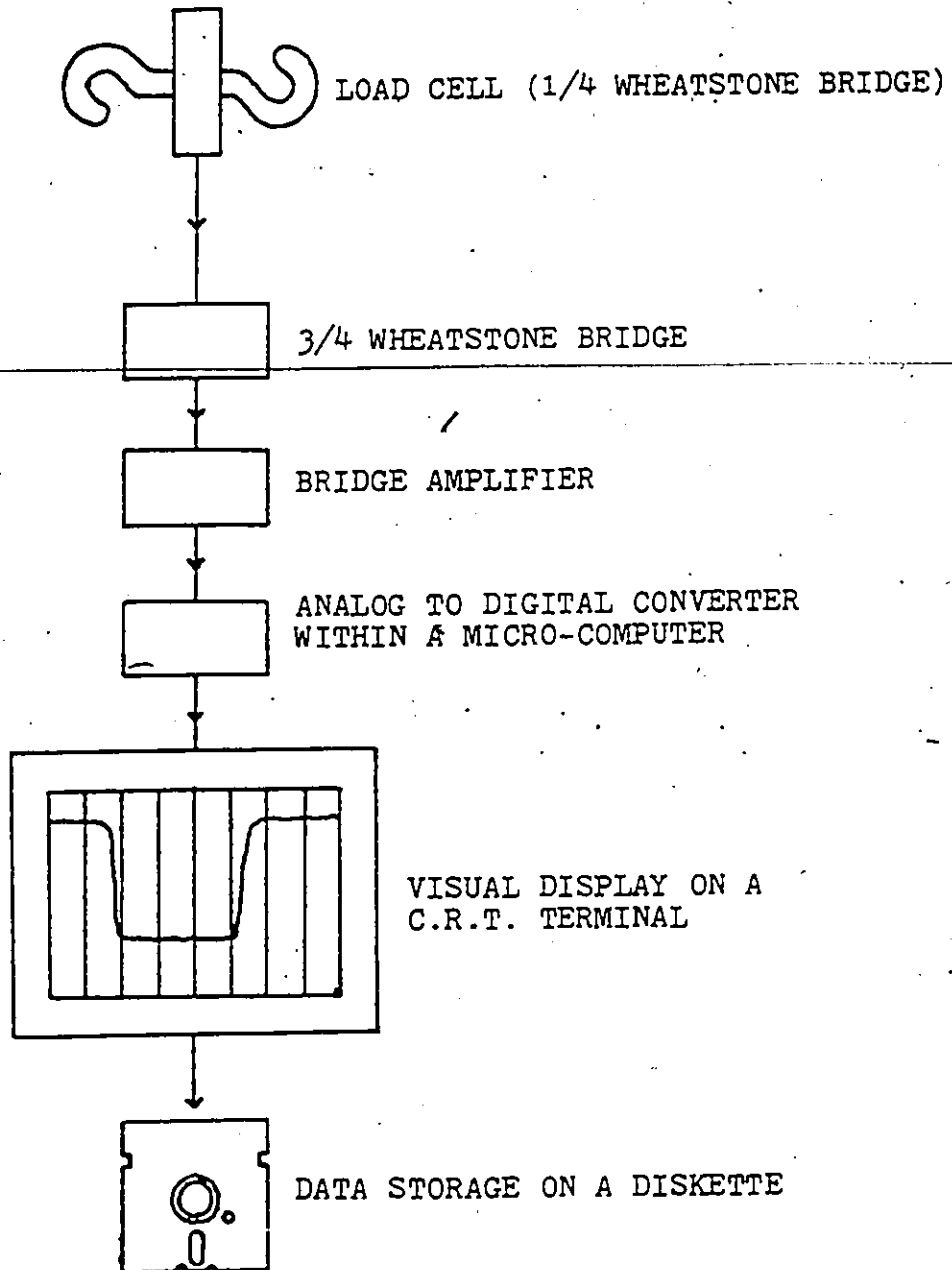 LOAD CELL (1/4 WHEATSTONE BRIDGE)
3/4 WHEATSTONE BRIDGE
BRIDGE AMPLIFIER
ANALOG TO DIGITAL CONVERTER
WITHIN A MICRO-COMPUTER
VISUAL DISPLAY ON A
C.R.T. TERMINAL
DATA STORAGE ON A DISKETTE